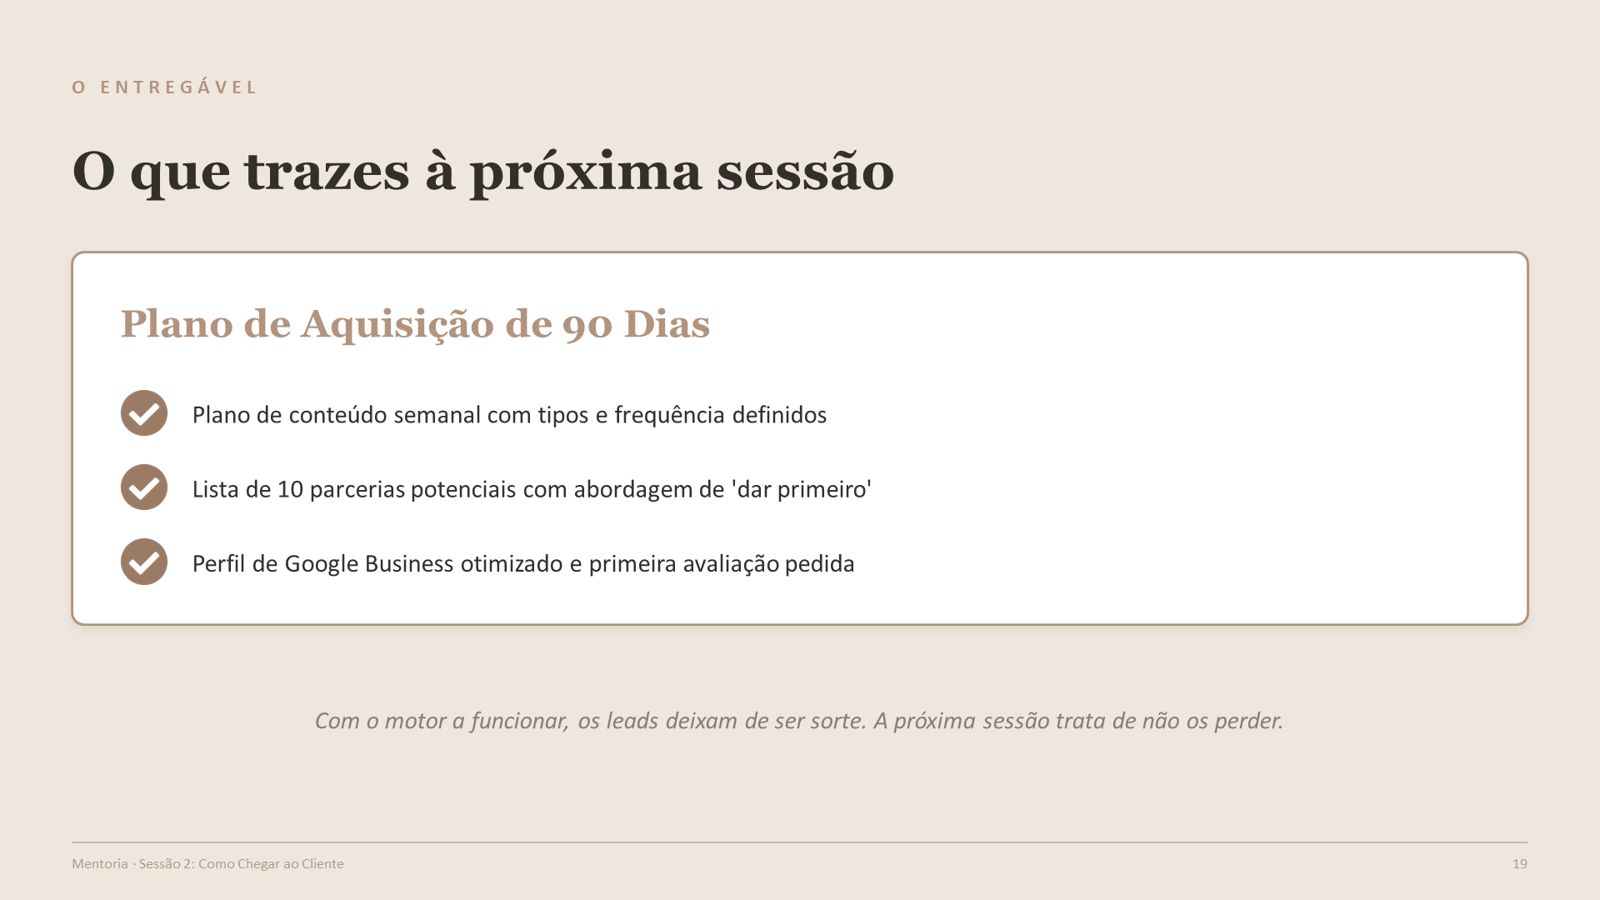 O ENTREGÁVEL
O que trazes à próxima sessão
Plano de Aquisição de 90 Dias
Plano de conteúdo semanal com tipos e frequência definidos
Lista de 10 parcerias potenciais com abordagem de 'dar primeiro'
Perfil de Google Business otimizado e primeira avaliação pedida
Com o motor a funcionar, os leads deixam de ser sorte. A próxima sessão trata de não os perder.
Mentoria · Sessão 2: Como Chegar ao Cliente
19